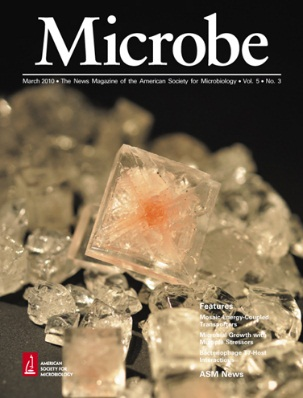 Microbe
March 2010 • The News Magazine of the American Society for Microbiology • Vol. 5 • No. 3
Features
Mosaic Energy-Coupled
Transporters
Microbial Growth with
Multiple Stressors
Bacteriophage T7-Host
Interactions
ASM News
AMERICAN
SOCIETY FOR
MICROBIOLOGY